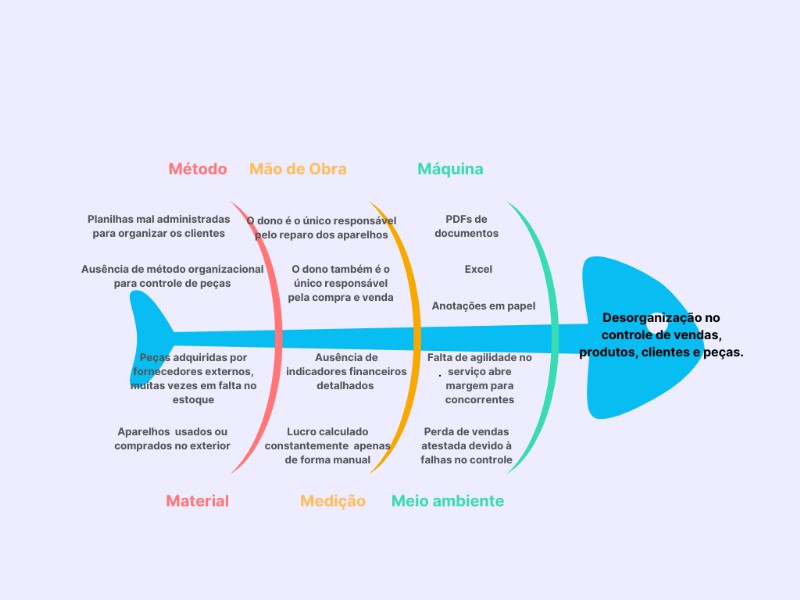 Método
Mão de Obra
Máquina
Planilhas mal administradas
para organizar os clientes
O dono é o único responsável
pelo reparo dos aparelhos
PDFs de
documentos
Ausência de método organizacional
para controle de peças
O dono também é o
único responsável
pela compra e venda
Excel
Anotações em papel
Desorganização no
controle de vendas,
produtos, clientes e peças.
Peças adquiridas por
fornecedores externos,
muitas vezes em falta no
estoque
Ausência de
indicadores financeiros
detalhados
Falta de agilidade no
serviço abre
margem para
concorrentes
Aparelhos usados ou
comprados no exterior
Lucro calculado
constantemente apenas
de forma manual
Perda de vendas
atestada devido à
falhas no controle
Material
Medição
Meio ambiente